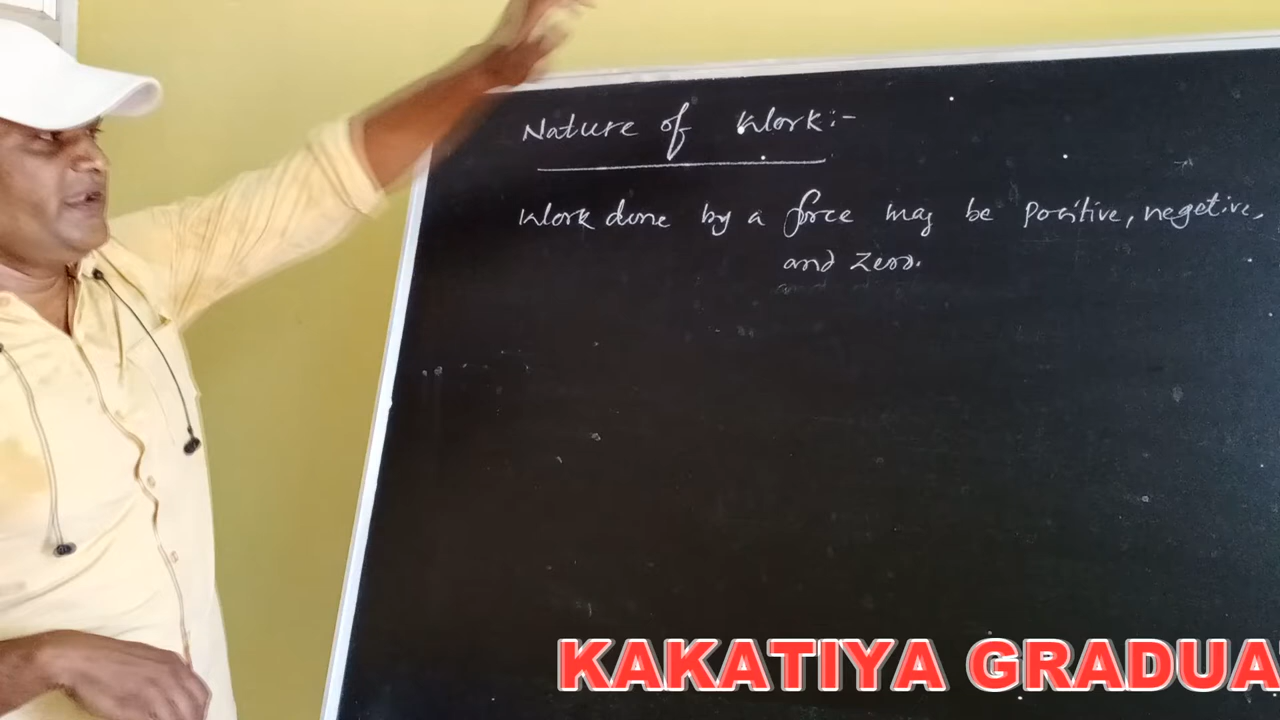 Nature of Work:-
Work done by a force may be positive, negetive,
and zero.
KAKATIYA GRADUA